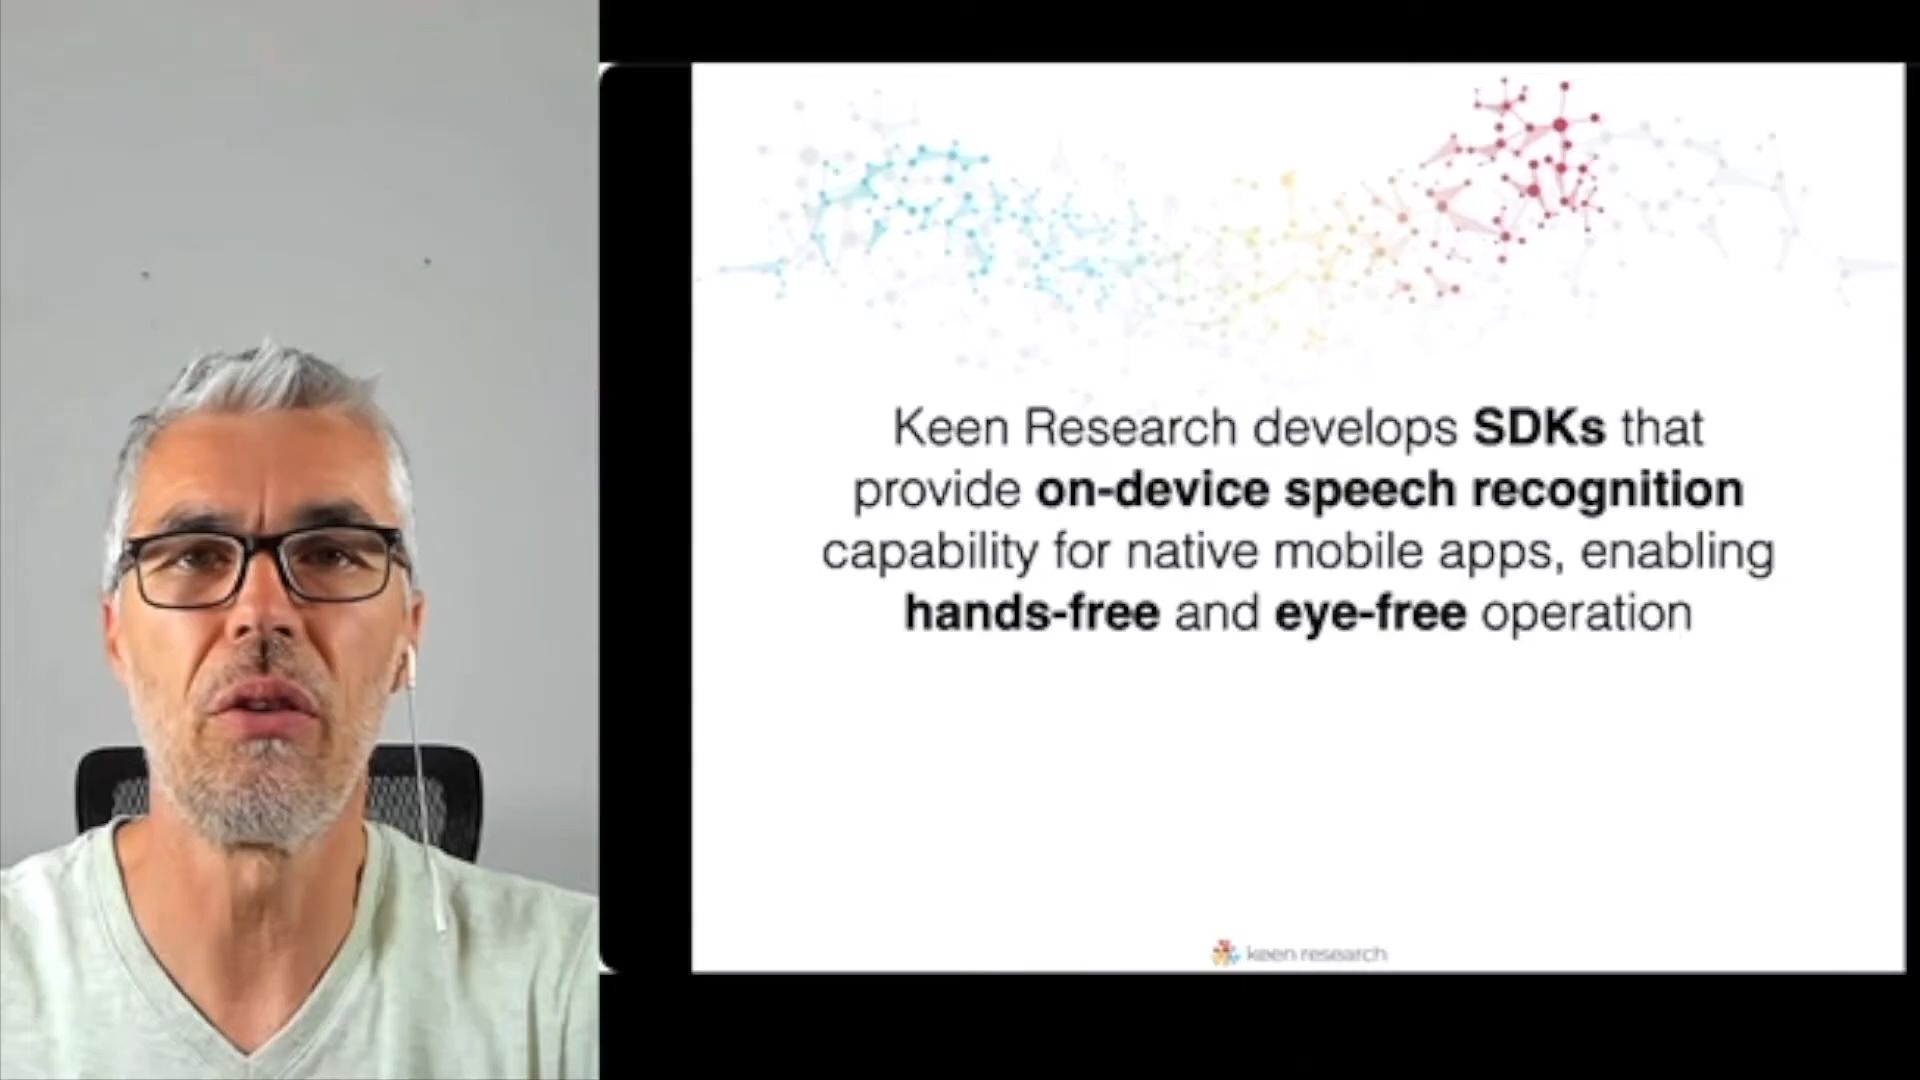 Keen Research develops SDKs that
provide on-device speech recognition
capability for native mobile apps, enabling
hands-free and eye-free operation
keen research